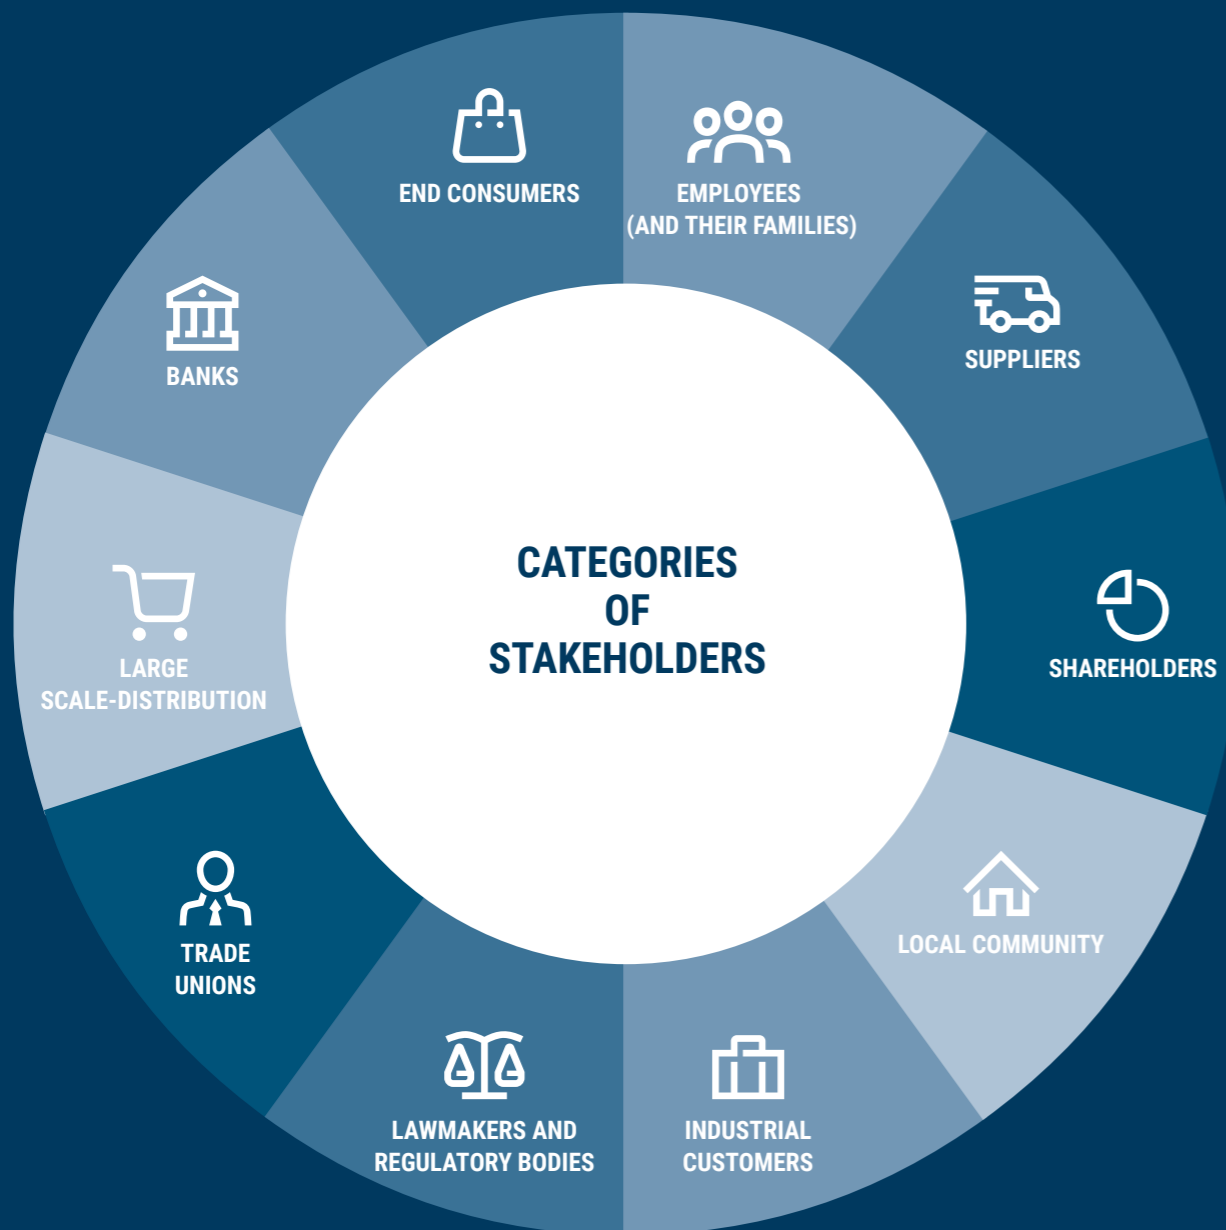 END CONSUMERS
EMPLOYEES
(AND THEIR FAMILIES)
SUPPLIERS
BANKS
CATEGORIES
OF
STAKEHOLDERS
LARGE
SCALE-DISTRIBUTION
SHAREHOLDERS
TRADE
UNIONS
LOCAL COMMUNITY
LAWMAKERS AND
REGULATORY BODIES
INDUSTRIAL
CUSTOMERS